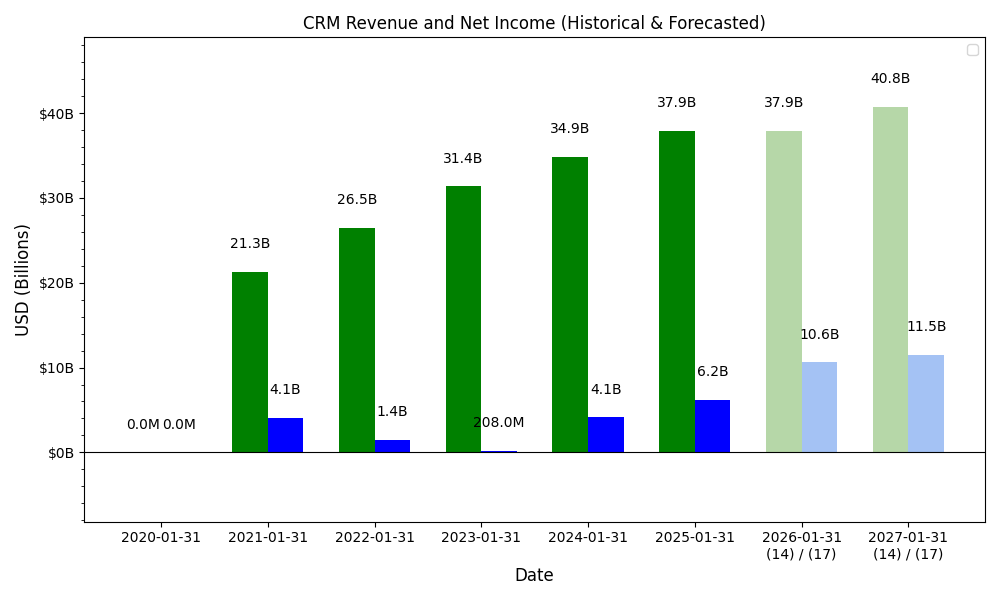 CRM Revenue and Net Income (Historical & Forecasted)
USD (Billions)
$40B
$30B
$20B
$10B
$0B
0.0M 0.0M
21.3B
4.1B
26.5B
1.4B
31.4B
208.0M
34.9B
4.1B
37.9B
6.2B
37.9B
10.6B
40.8B
11.5B
2020-01-31
2021-01-31
2022-01-31
2023-01-31
2024-01-31
2025-01-31
2026-01-31
(14) / (17)
2027-01-31
(14) / (17)
Date